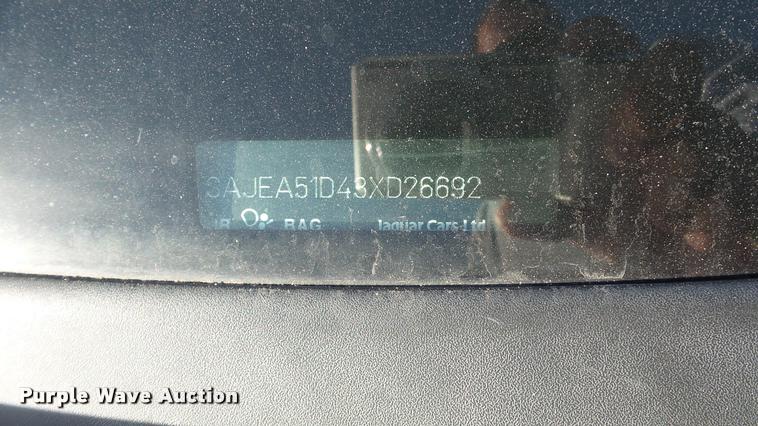 SAJEA51D43XD26692
BAG Jaguar Cars Ltd
Purple Wave Auction